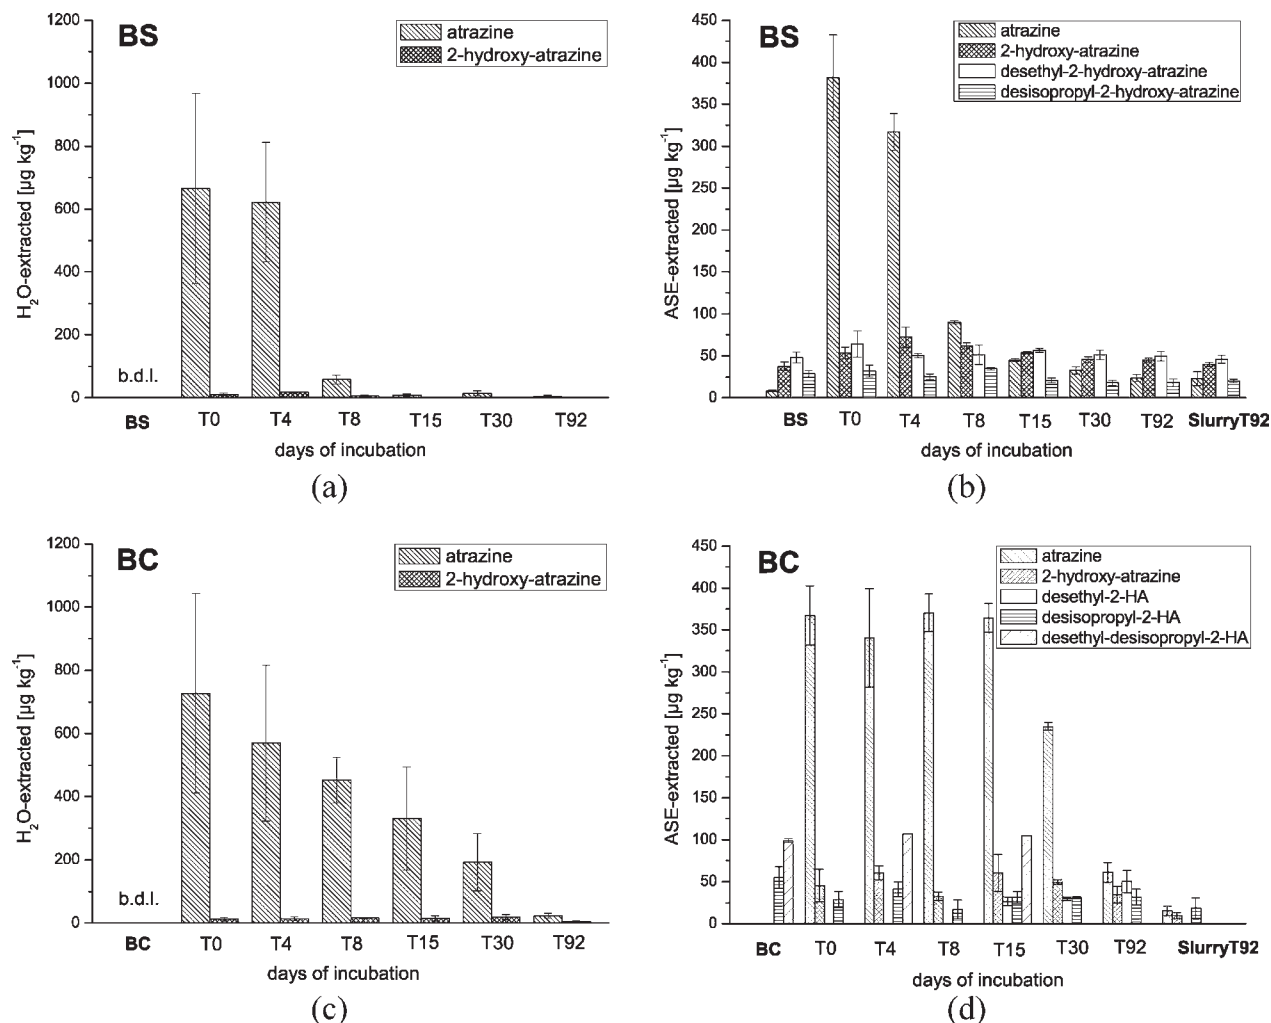 BS
atrazine
2-hydroxy-atrazine
H2O-extracted [µg kg-1]
1200
1000
800
600
400
200
0
b.d.l.
BS T0 T4 T8 T15 T30 T92
days of incubation
(a)
BS
atrazine
2-hydroxy-atrazine
desethyl-2-hydroxy-atrazine
desisopropyl-2-hydroxy-atrazine
ASE-extracted [µg kg-1]
450
400
350
300
250
200
150
100
50
0
BS T0 T4 T8 T15 T30 T92 SlurryT92
days of incubation
(b)
BC
atrazine
2-hydroxy-atrazine
H2O-extracted [µg kg-1]
1200
1000
800
600
400
200
0
b.d.l.
BC T0 T4 T8 T15 T30 T92
days of incubation
(c)
BC
atrazine
2-hydroxy-atrazine
desethyl-2-HA
desisopropyl-2-HA
desethyl-desisopropyl-2-HA
ASE-extracted [µg kg-1]
450
400
350
300
250
200
150
100
50
0
BC T0 T4 T8 T15 T30 T92 SlurryT92
days of incubation
(d)